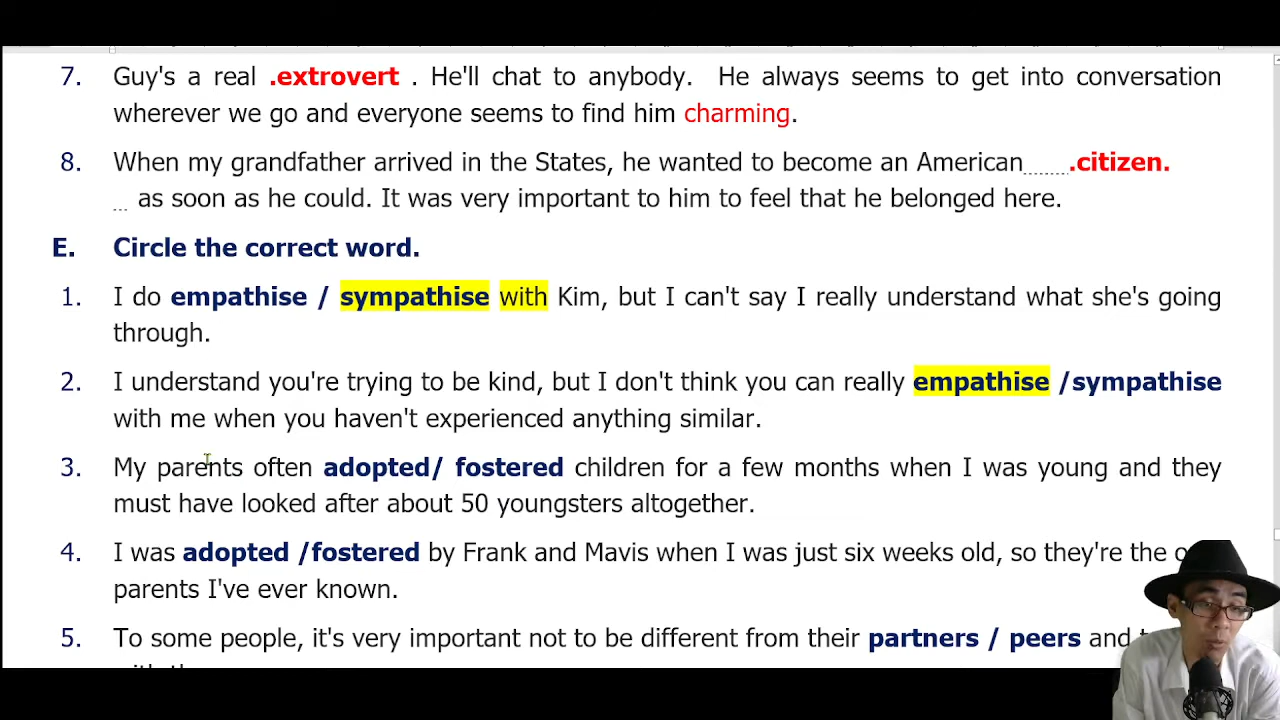 7. Guy's a real .extrovert . He'll chat to anybody. He always seems to get into conversation
wherever we go and everyone seems to find him charming.
8. When my grandfather arrived in the States, he wanted to become an American......citizen.
... as soon as he could. It was very important to him to feel that he belonged here.
E. Circle the correct word.
1. I do empathise / sympathise with Kim, but I can't say I really understand what she's going
through.
2. I understand you're trying to be kind, but I don't think you can really empathise /sympathise
with me when you haven't experienced anything similar.
3. My parents often adopted/ fostered children for a few months when I was young and they
must have looked after about 50 youngsters altogether.
4. I was adopted /fostered by Frank and Mavis when I was just six weeks old, so they're the
parents I've ever known.
5. To some people, it's very important not to be different from their partners / peers and